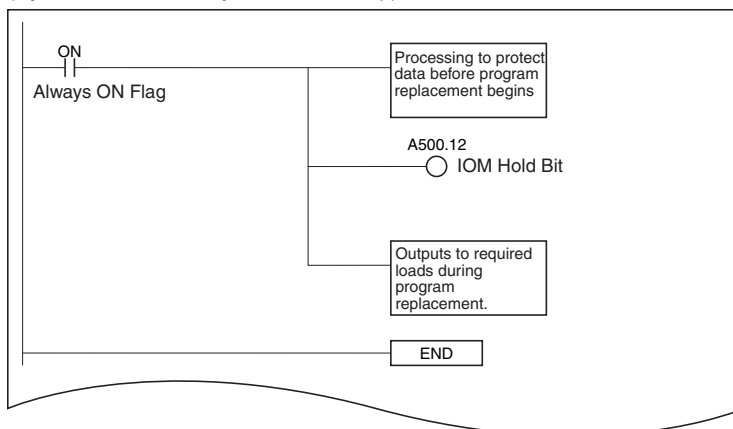 ON
Always ON Flag
Processing to protect
data before program
replacement begins
A500.12
IOM Hold Bit
Outputs to required
loads during
program
replacement.
END